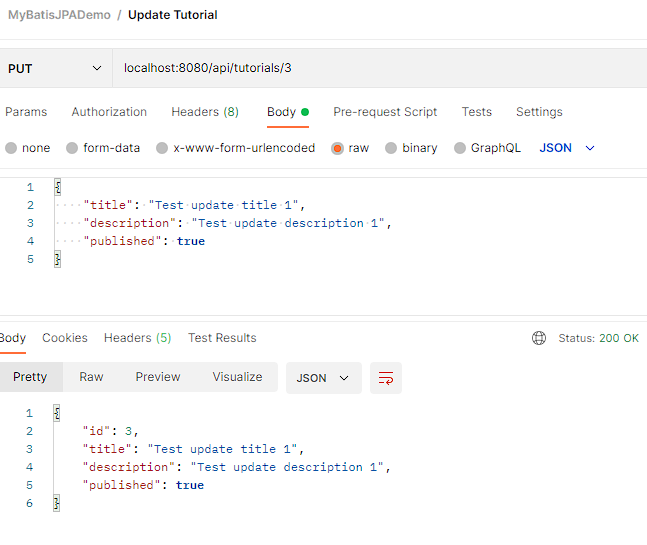 MyBatisJPADemo / Update Tutorial
PUT localhost:8080/api/tutorials/3
Params Authorization Headers (8) Body Pre-request Script Tests Settings
none form-data x-www-form-urlencoded raw binary GraphQL JSON
1 {
2 ····"title":·"Test·update·title·1",
3 ····"description":·"Test·update·description·1",
4 ····"published":·true
5 }
Body Cookies Headers (5) Test Results Status: 200 OK
Pretty Raw Preview Visualize JSON
1 {
2 "id": 3,
3 "title": "Test update title 1",
4 "description": "Test update description 1",
5 "published": true
6 }